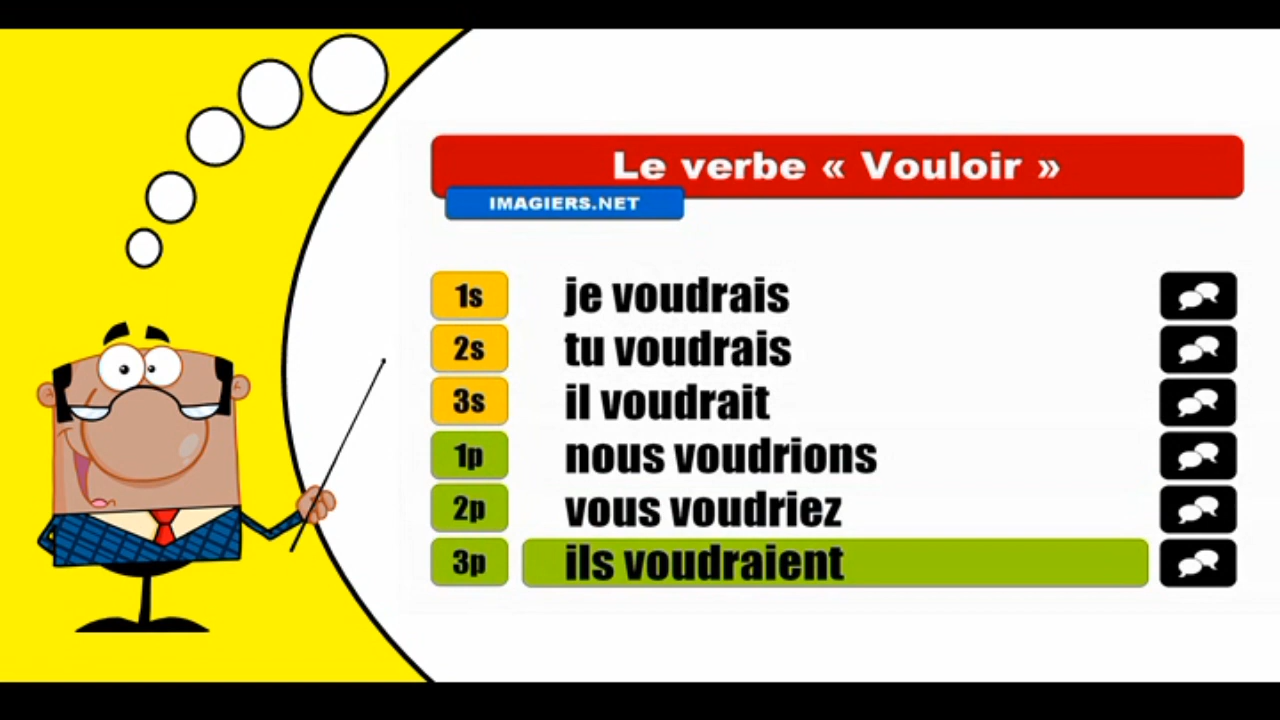 Le verbe « Vouloir »
IMAGIERS.NET
1s je voudrais
2s tu voudrais
3s il voudrait
1p nous voudrions
2p vous voudriez
3p ils voudraient